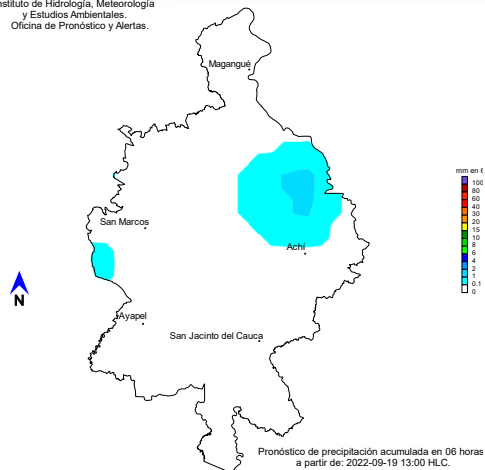 nstituto de Hidrología, Meteorología
y Estudios Ambientales.
Oficina de Pronóstico y Alertas.
Magangué
mm en 6
100
80
60
40
30
20
15
10
8
6
4
2
1
0.1
0
San Marcos
Achí
N
Ayapel
San Jacinto del Cauca
Pronóstico de precipitación acumulada en 06 horas
a partir de: 2022-09-19 13:00 HLC.